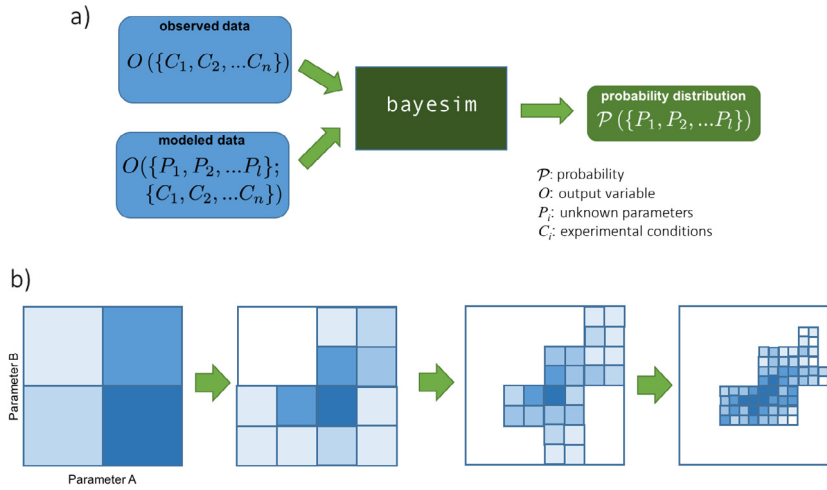 a)
observed data
O ({C₁, C₂, ...Cₙ})
modeled data
O({P₁, P₂, ...Pₗ};
{C₁, C₂, ...Cₙ})
bayesim
probability distribution
𝒫 ({P₁, P₂, ...Pₗ})
𝒫: probability
O: output variable
Pᵢ: unknown parameters
Cᵢ: experimental conditions
b)
Parameter B
Parameter A